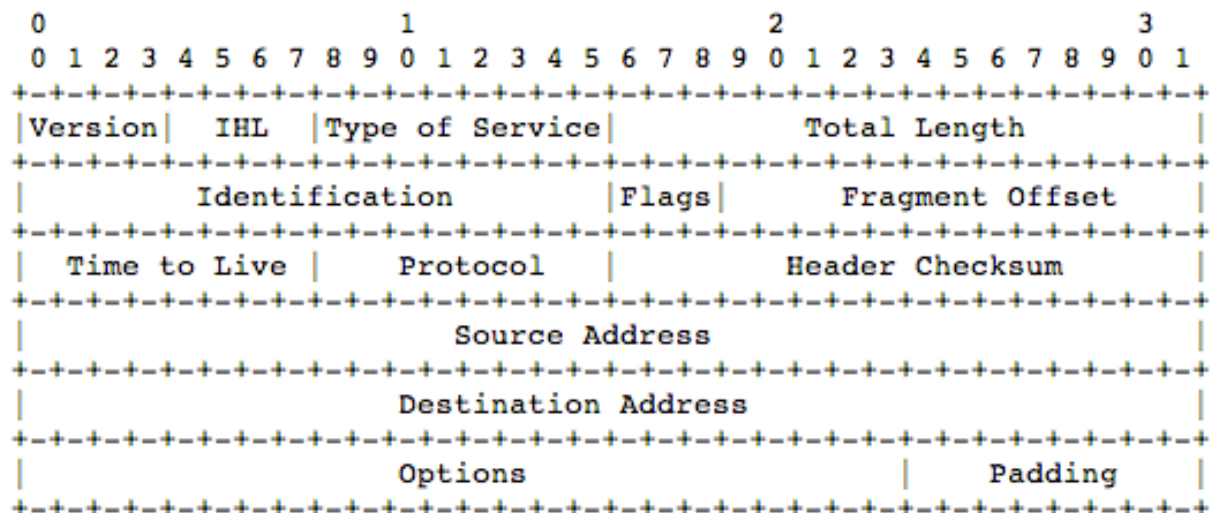 0                   1                   2                   3
 0 1 2 3 4 5 6 7 8 9 0 1 2 3 4 5 6 7 8 9 0 1 2 3 4 5 6 7 8 9 0 1
+-+-+-+-+-+-+-+-+-+-+-+-+-+-+-+-+-+-+-+-+-+-+-+-+-+-+-+-+-+-+-+-+
|Version|  IHL  |Type of Service|          Total Length         |
+-+-+-+-+-+-+-+-+-+-+-+-+-+-+-+-+-+-+-+-+-+-+-+-+-+-+-+-+-+-+-+-+
|         Identification        |Flags|      Fragment Offset    |
+-+-+-+-+-+-+-+-+-+-+-+-+-+-+-+-+-+-+-+-+-+-+-+-+-+-+-+-+-+-+-+-+
|  Time to Live |    Protocol   |         Header Checksum       |
+-+-+-+-+-+-+-+-+-+-+-+-+-+-+-+-+-+-+-+-+-+-+-+-+-+-+-+-+-+-+-+-+
|                       Source Address                          |
+-+-+-+-+-+-+-+-+-+-+-+-+-+-+-+-+-+-+-+-+-+-+-+-+-+-+-+-+-+-+-+-+
|                    Destination Address                        |
+-+-+-+-+-+-+-+-+-+-+-+-+-+-+-+-+-+-+-+-+-+-+-+-+-+-+-+-+-+-+-+-+
|                    Options                    |    Padding    |
+-+-+-+-+-+-+-+-+-+-+-+-+-+-+-+-+-+-+-+-+-+-+-+-+-+-+-+-+-+-+-+-+